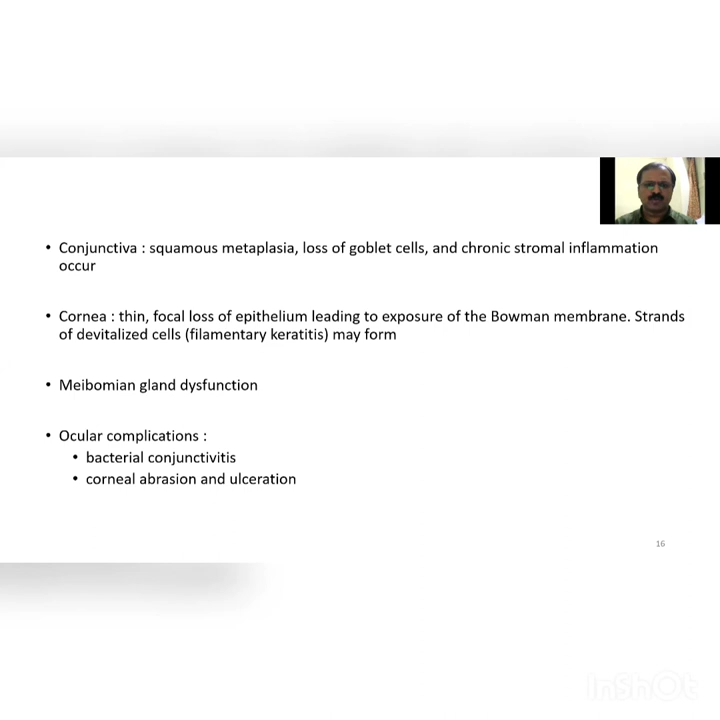 • Conjunctiva : squamous metaplasia, loss of goblet cells, and chronic stromal inflammation
occur
• Cornea : thin, focal loss of epithelium leading to exposure of the Bowman membrane. Strands
of devitalized cells (filamentary keratitis) may form
• Meibomian gland dysfunction
• Ocular complications :
• bacterial conjunctivitis
• corneal abrasion and ulceration
16
InShOt